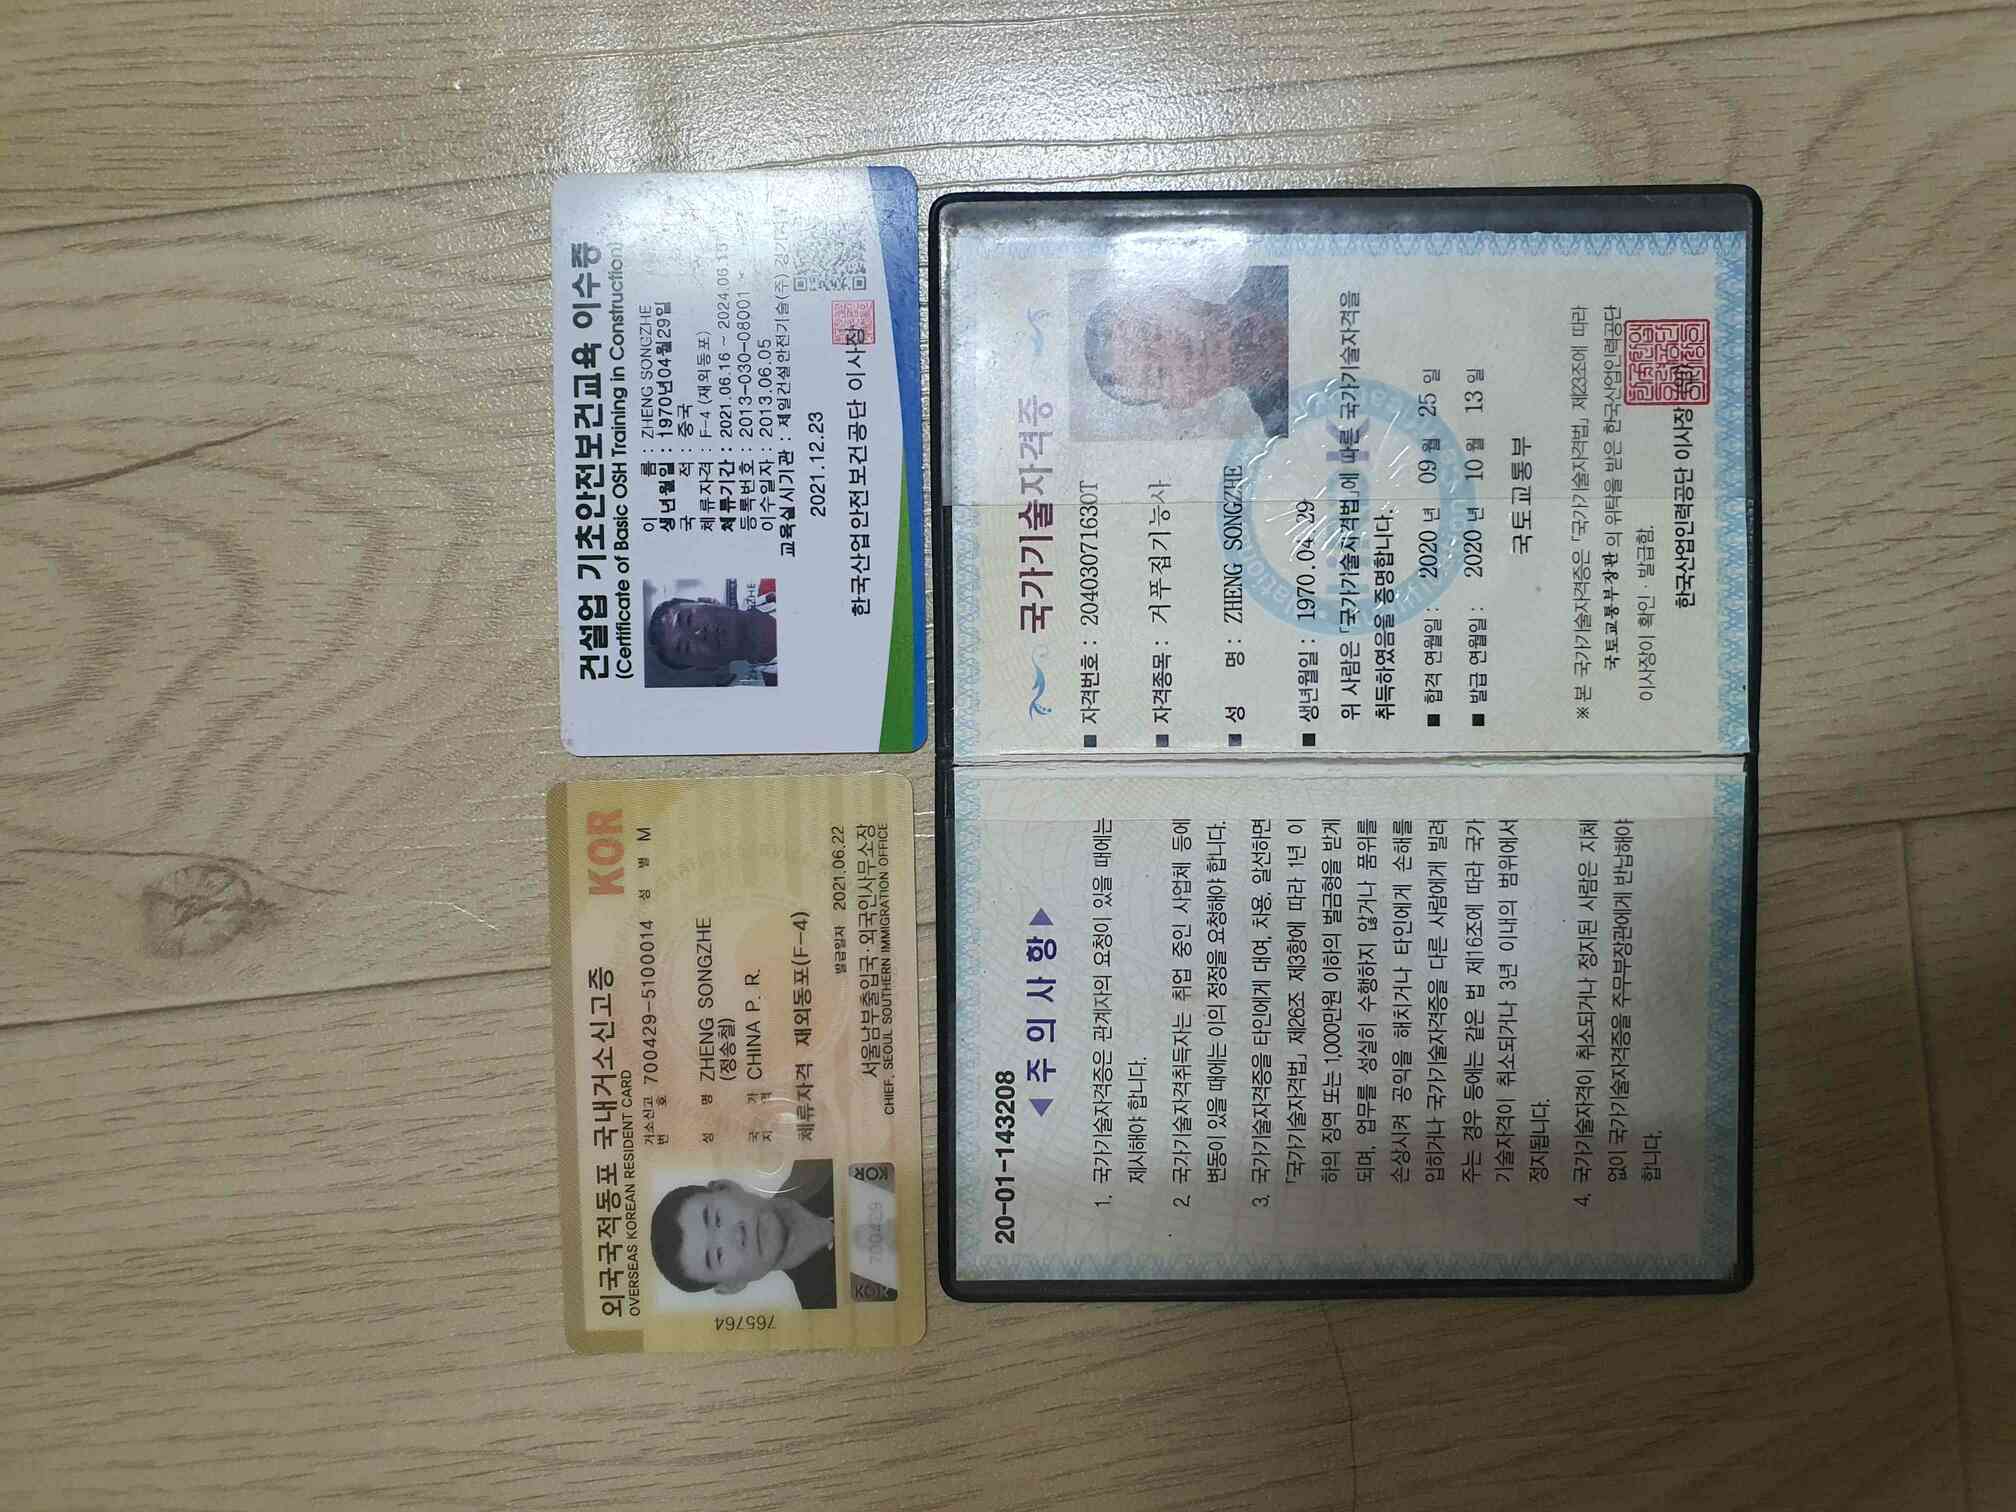 건설업 기초안전보건교육 이수증
(Certificate of Basic OSH Training in Construction)
이 름 : ZHENG SONGZHE
생년월일 : 1970년04월29일
국 적 : 중국
체류자격 : F-4 (재외동포)
체류기간 : 2021.06.16 ~ 2024.06.15
등록번호 : 2013-030-08001
이수일자 : 2013.06.05
교육실시기관 : 제일건설안전기술(주)
2021.12.23
한국산업안전보건공단 이사장
외국국적동포 국내거소신고증
KOR
OVERSEAS KOREAN RESIDENT CARD
거소신고번호 700429-5100014 성 별 M
성 명 ZHENG SONGZHE
(정송철)
국가지역 CHINA P. R.
체류자격 재외동포(F-4)
발급일자 2021.06.22
서울남부출입국·외국인사무소장
CHIEF, SEOUL SOUTHERN IMMIGRATION OFFICE
KOR 700429 KOR
765764
국가기술자격증
■ 자격번호 : 20403071630T
■ 자격종목 : 거푸집기능사
■ 성 명 : ZHENG SONGZHE
■ 생년월일 : 1970.04.29
위 사람은 「국가기술자격법」에 따른 국가기술자격을
취득하였음을 증명합니다.
■ 합격 연월일 : 2020 년 09 월 25 일
■ 발급 연월일 : 2020 년 10 월 13 일
국토교통부
※ 본 국가기술자격증은 「국가기술자격법」 제23조에 따라
국토교통부장관의 위탁을 받은 한국산업인력공단
이사장이 확인 · 발급함.
한국산업인력공단 이사장
20-01-143208
◀ 주 의 사 항 ▶
1. 국가기술자격증은 관계자의 요청이 있을 때에는
제시해야 합니다.
2. 국가기술자격취득자는 취업 중인 사업체 등에
변동이 있을 때에는 이의 정정을 요청해야 합니다.
3. 국가기술자격증을 타인에게 대여, 차용, 알선하면
「국가기술자격법」 제26조 제3항에 따라 1년 이
하의 징역 또는 1,000만원 이하의 벌금형을 받게
되며, 업무를 성실히 수행하지 않거나 품위를
손상시켜 공익을 해치거나 타인에게 손해를
입히거나 국가기술자격증을 다른 사람에게 빌려
주는 경우 등에는 같은 법 제16조에 따라 국가
기술자격이 취소되거나 3년 이내의 범위에서
정지됩니다.
4. 국가기술자격이 취소되거나 정지된 사람은 지체
없이 국가기술자격증을 주무부장관에게 반납해야
합니다.